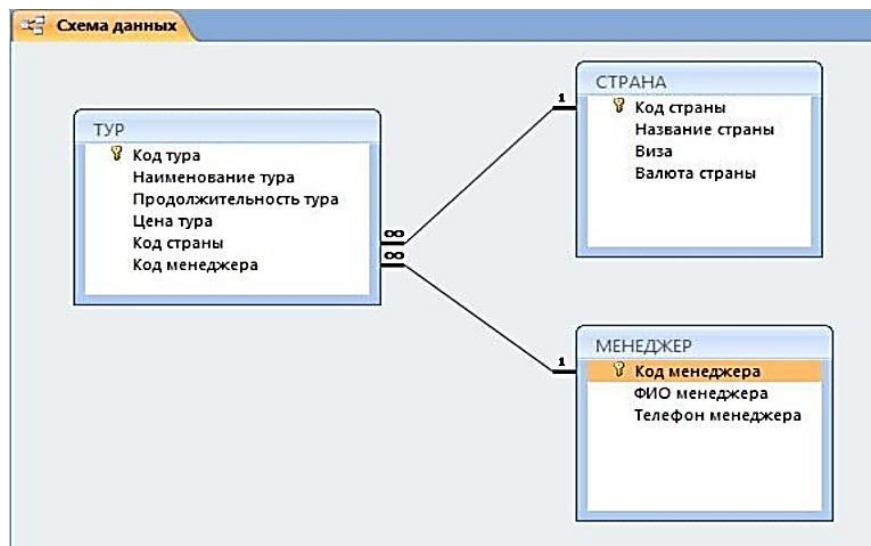 Схема данных
ТУР
Код тура
Наименование тура
Продолжительность тура
Цена тура
Код страны
Код менеджера
СТРАНА
Код страны
Название страны
Виза
Валюта страны
МЕНЕДЖЕР
Код менеджера
ФИО менеджера
Телефон менеджера
1
∞
∞
1